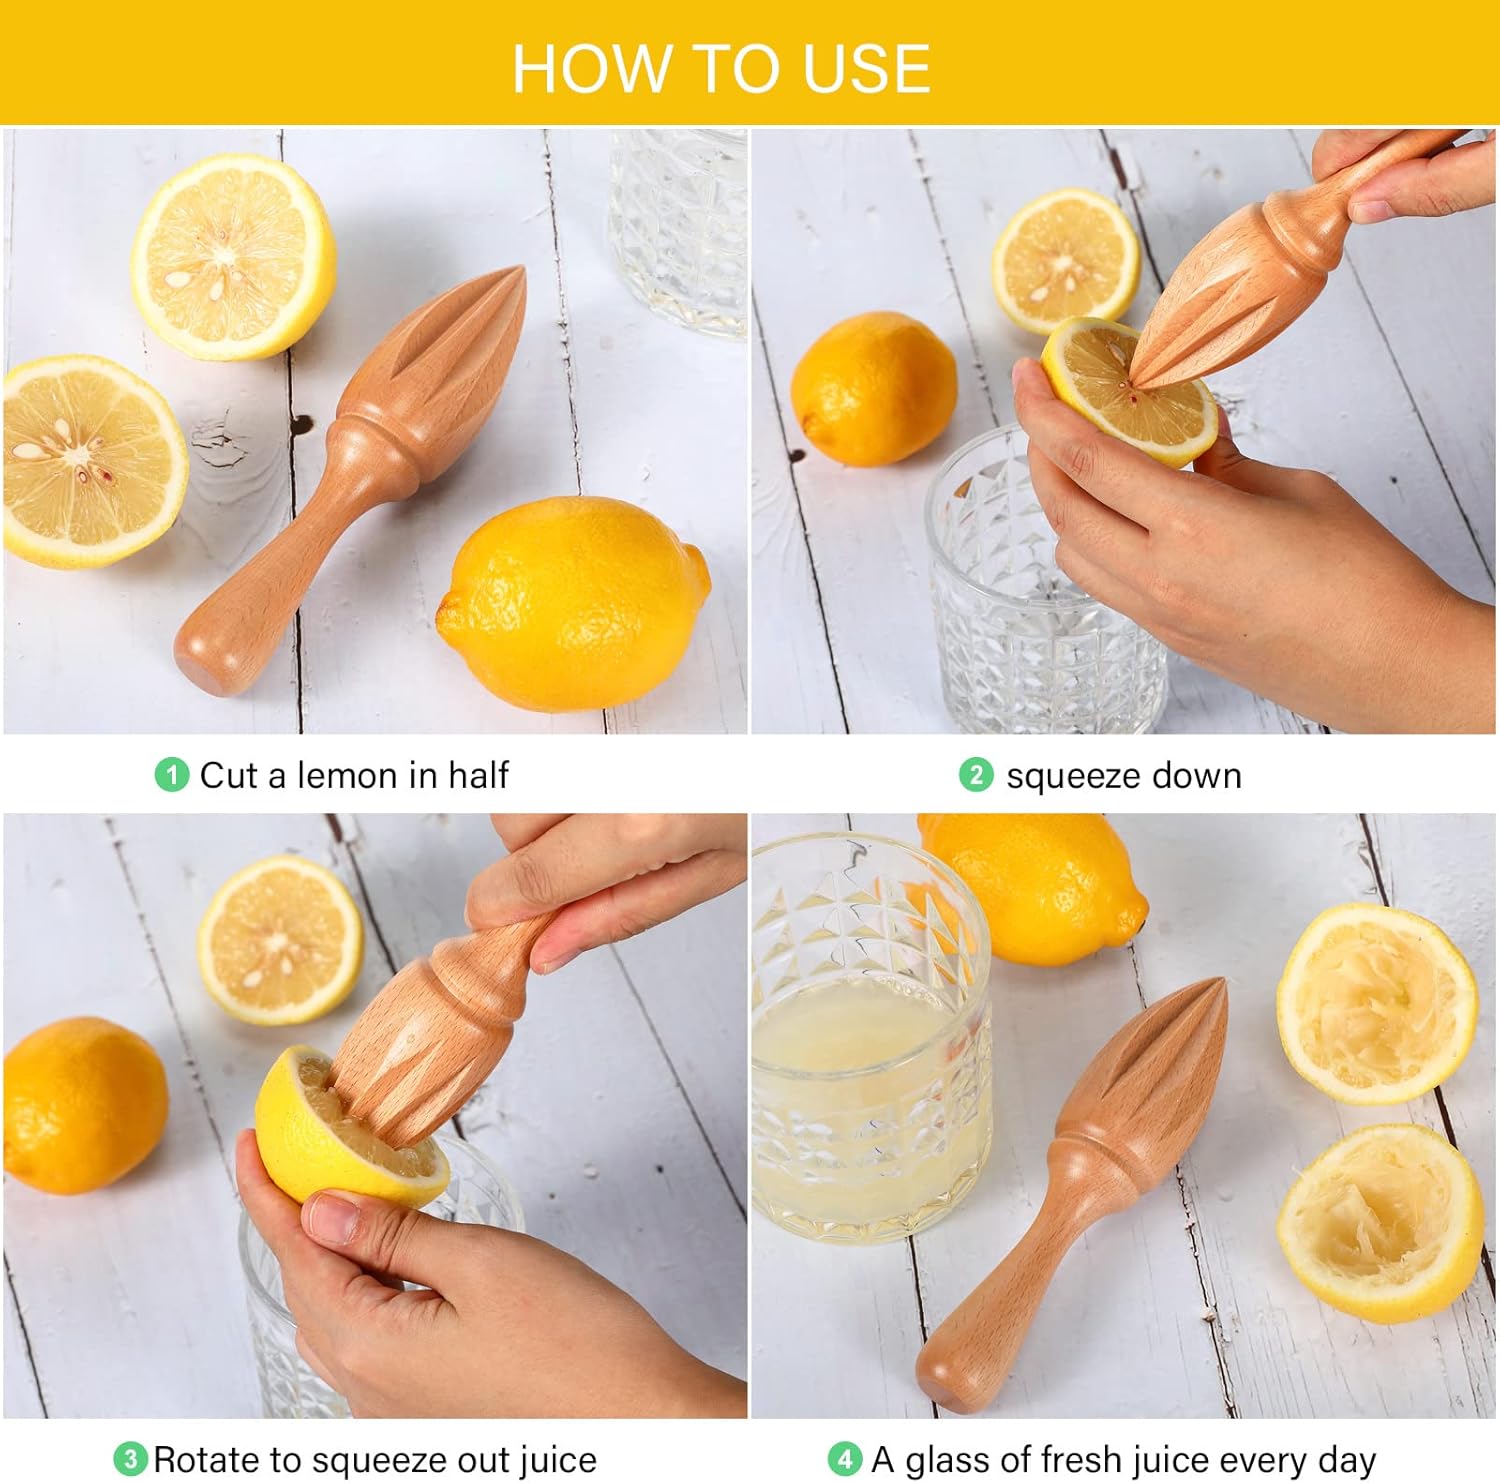 HOW TO USE
1 Cut a lemon in half
2 squeeze down
3 Rotate to squeeze out juice
4 A glass of fresh juice every day